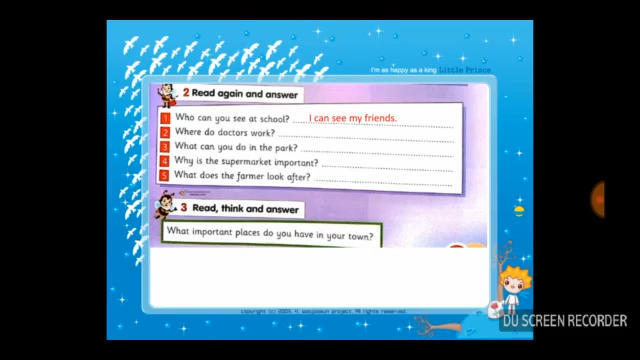 I'm as happy as a king Little Prince
2 Read again and answer
1 Who can you see at school? I can see my friends.
2 Where do doctors work?
3 What can you do in the park?
4 Why is the supermarket important?
5 What does the farmer look after?
3 Read, think and answer
What important places do you have in your town?
DU SCREEN RECORDER